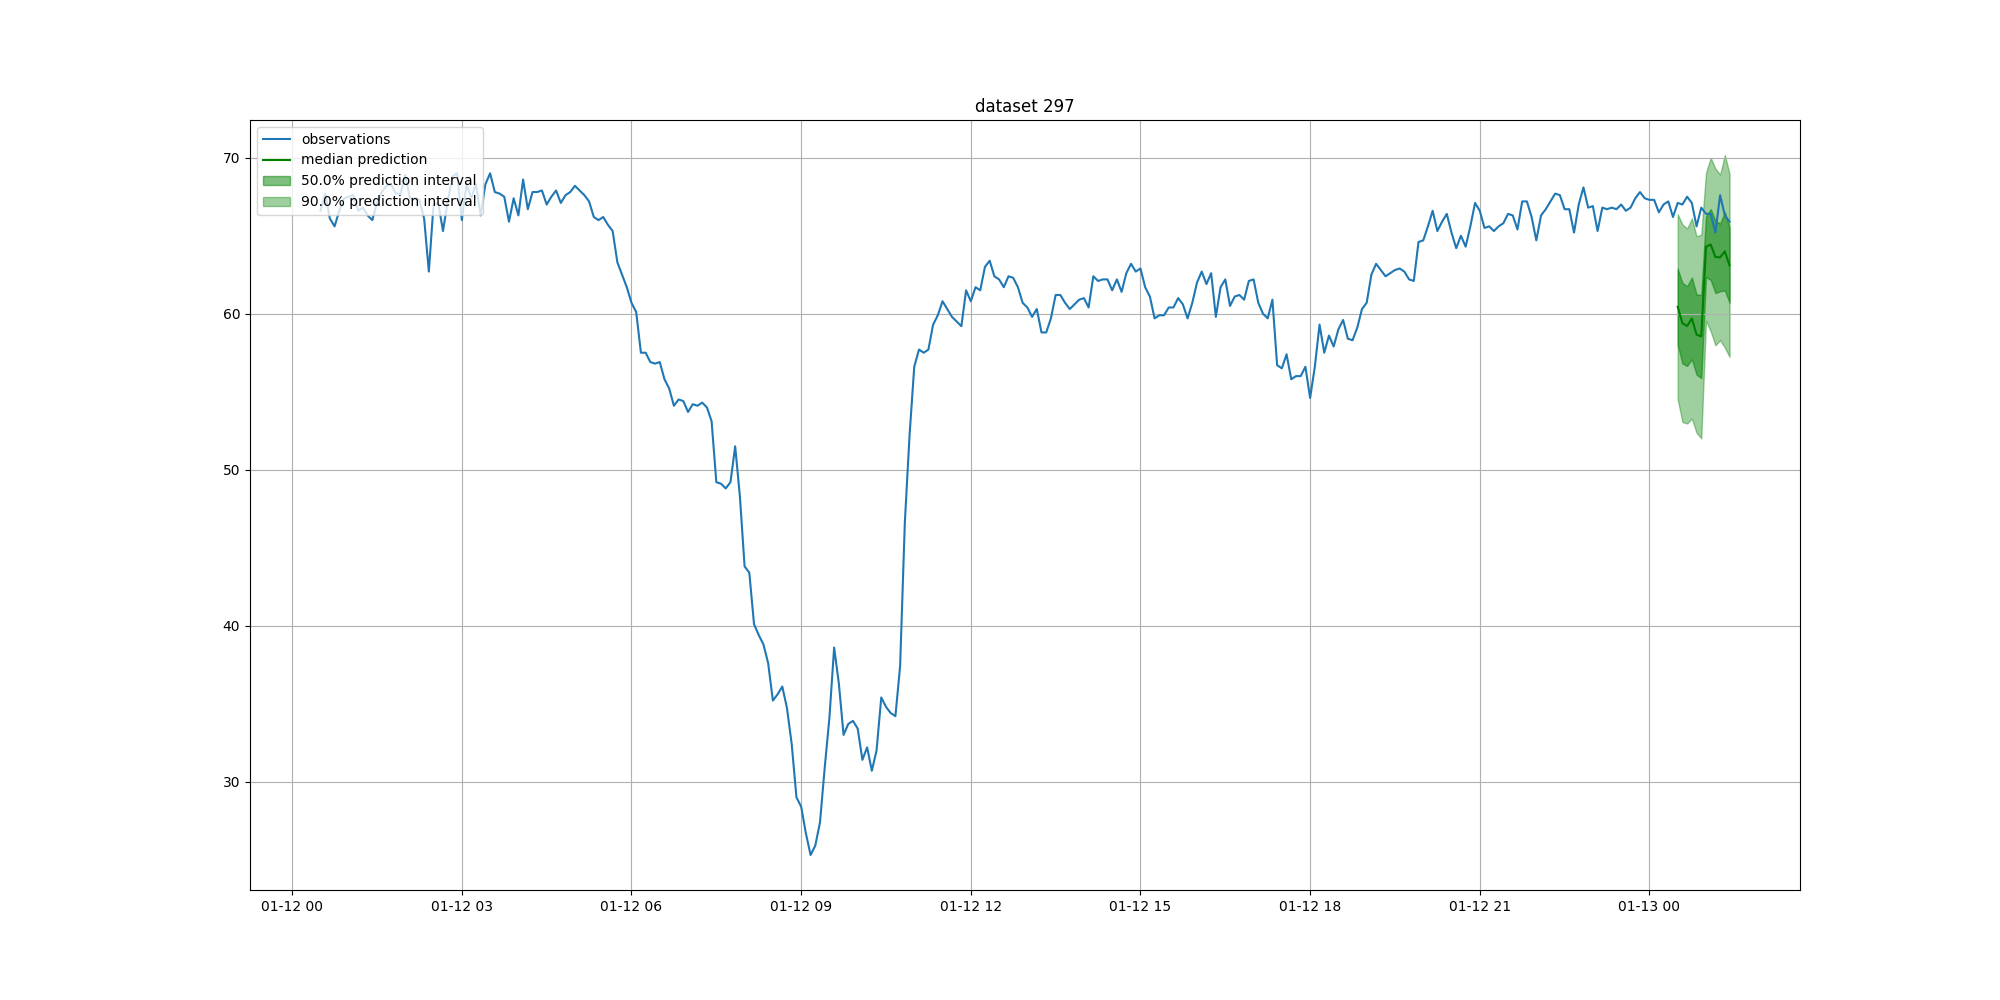 dataset 297
observations
median prediction
50.0% prediction interval
90.0% prediction interval
70
60
50
40
30
01-12 00
01-12 03
01-12 06
01-12 09
01-12 12
01-12 15
01-12 18
01-12 21
01-13 00